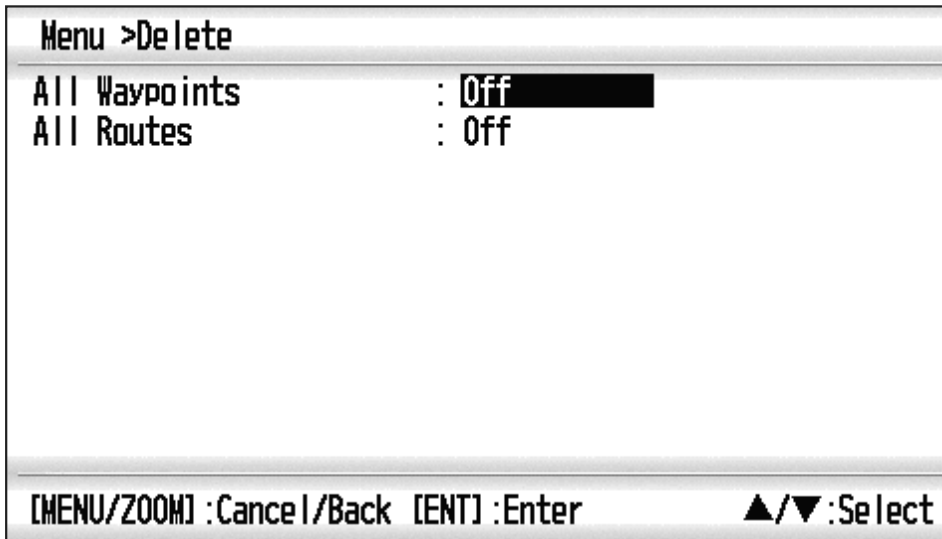 Menu >Delete
All Waypoints : Off
All Routes : Off
[MENU/ZOOM]:Cancel/Back [ENT]:Enter ▲/▼:Select